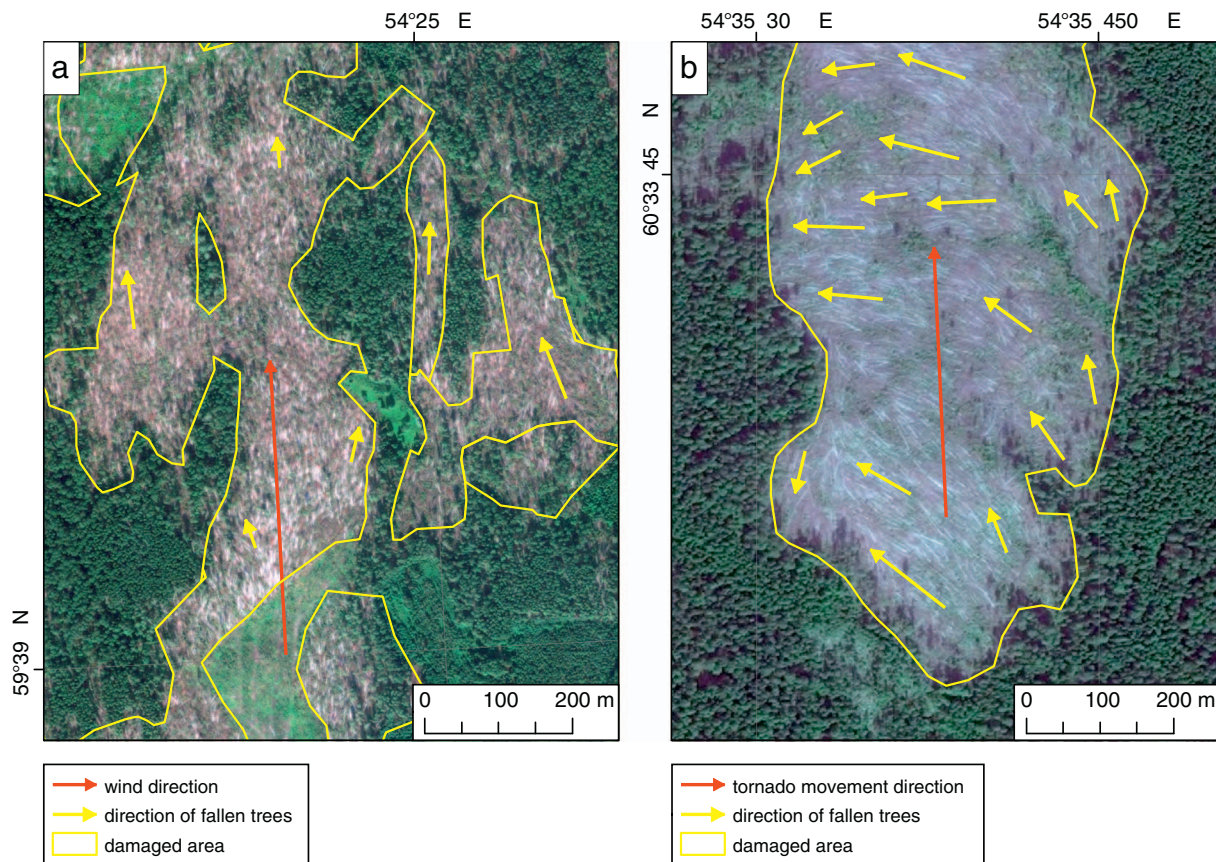 54°25 E
54°35 30 E
54°35 450 E
a
b
60°33 45 N
59°39 N
0 100 200 m
0 100 200 m
wind direction
direction of fallen trees
damaged area
tornado movement direction
direction of fallen trees
damaged area